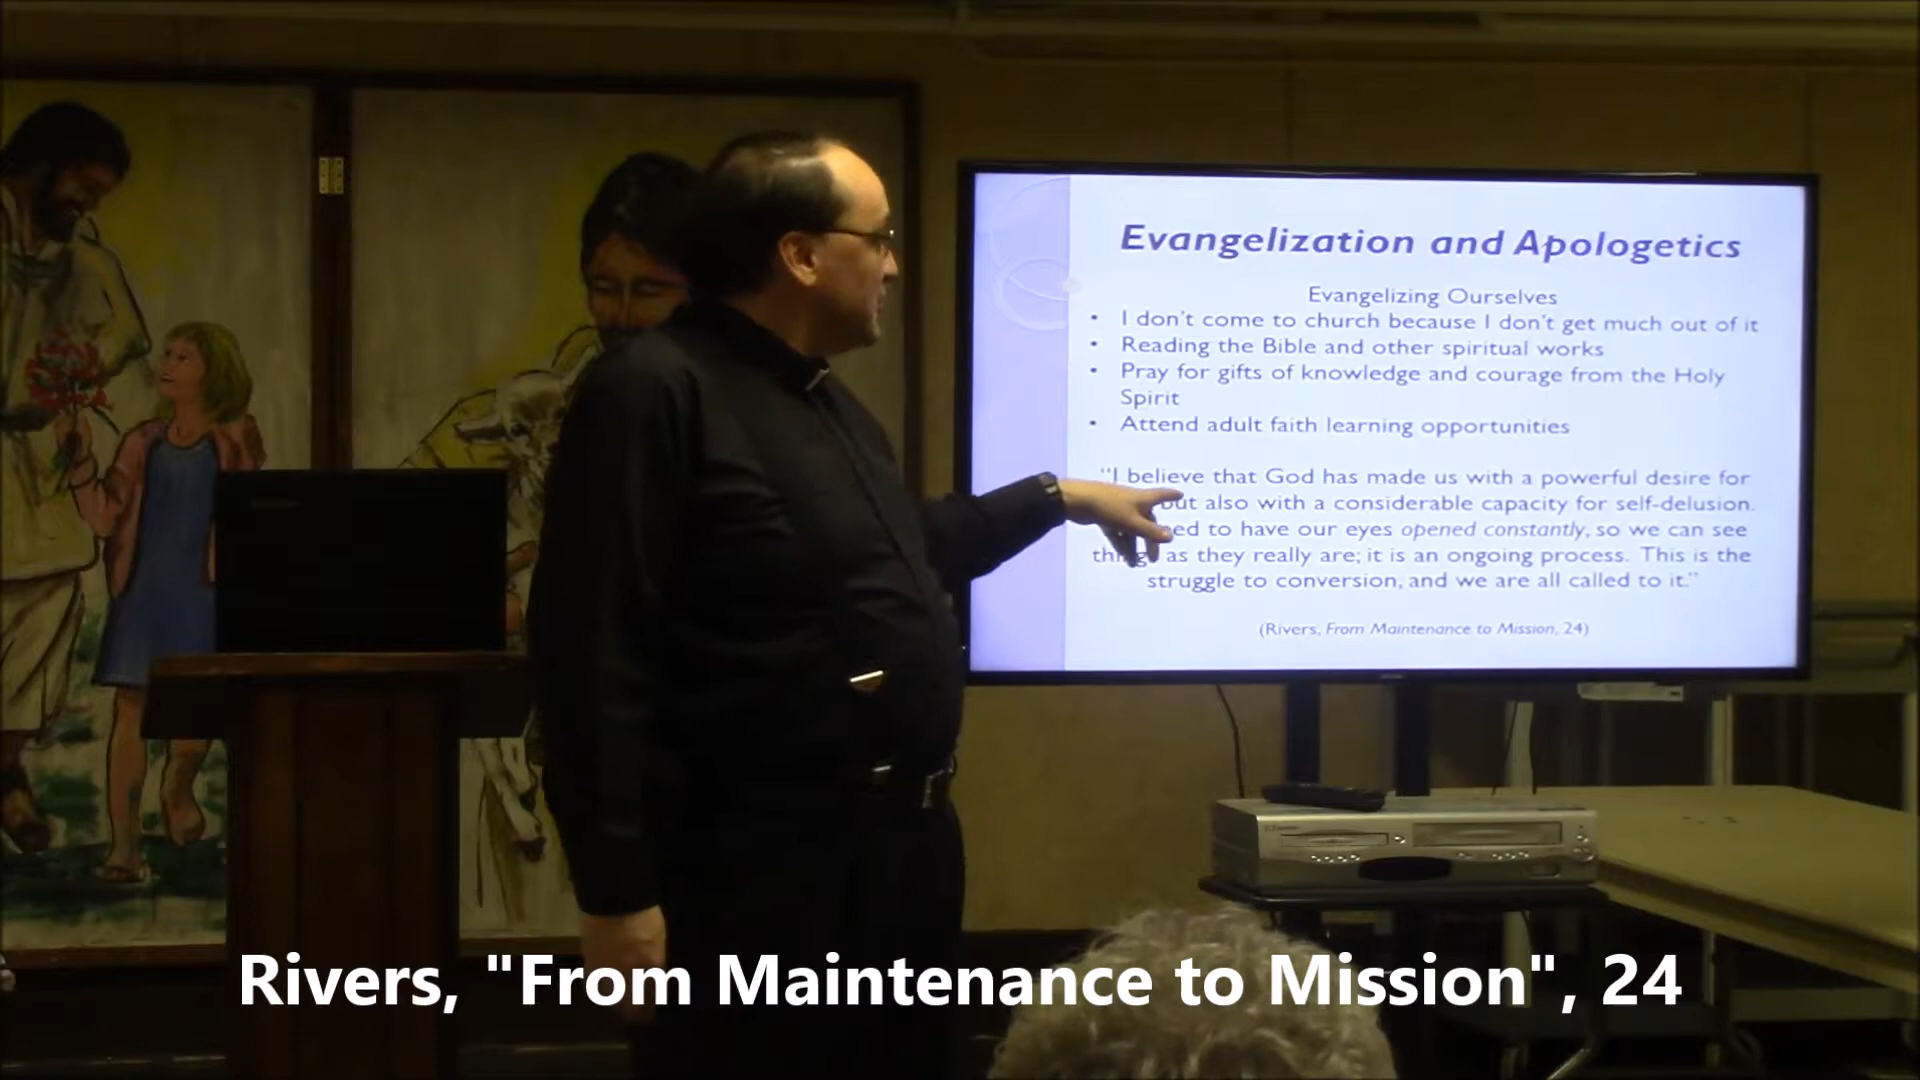 Evangelization and Apologetics
Evangelizing Ourselves
• I don't come to church because I don't get much out of it
• Reading the Bible and other spiritual works
• Pray for gifts of knowledge and courage from the Holy
Spirit
• Attend adult faith learning opportunities
"I believe that God has made us with a powerful desire for
but also with a considerable capacity for self-delusion.
to have our eyes opened constantly, so we can see
as they really are; it is an ongoing process. This is the
struggle to conversion, and we are all called to it."
(Rivers, From Maintenance to Mission, 24)
Rivers, "From Maintenance to Mission", 24